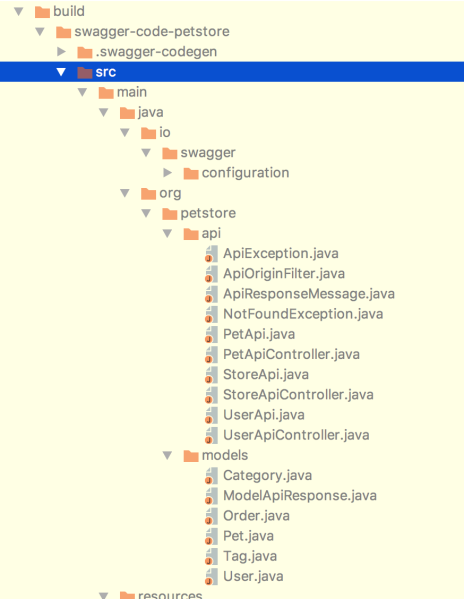 build
swagger-code-petstore
.swagger-codegen
src
main
java
io
swagger
configuration
org
petstore
api
ApiException.java
ApiOriginFilter.java
ApiResponseMessage.java
NotFoundException.java
PetApi.java
PetApiController.java
StoreApi.java
StoreApiController.java
UserApi.java
UserApiController.java
models
Category.java
ModelApiResponse.java
Order.java
Pet.java
Tag.java
User.java
resources